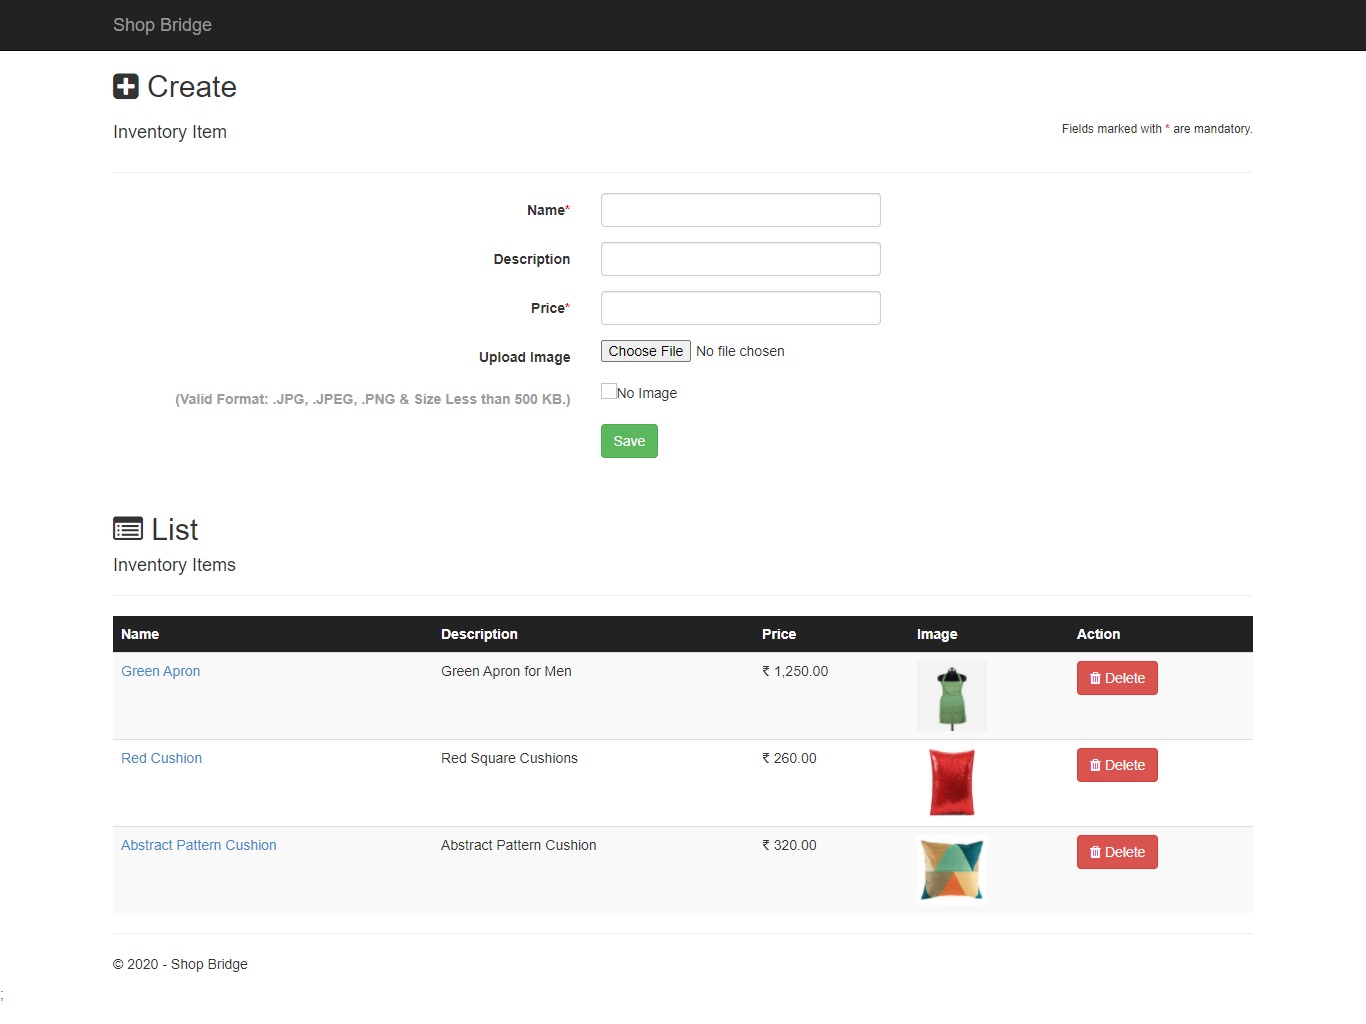 Shop Bridge
Create
Inventory Item
Fields marked with * are mandatory.
Name*
Description
Price*
Upload Image Choose File No file chosen
(Valid Format: .JPG, .JPEG, .PNG & Size Less than 500 KB.) No Image
Save
List
Inventory Items
Name Description Price Image Action
Green Apron Green Apron for Men ₹ 1,250.00 Delete
Red Cushion Red Square Cushions ₹ 260.00 Delete
Abstract Pattern Cushion Abstract Pattern Cushion ₹ 320.00 Delete
© 2020 - Shop Bridge
;